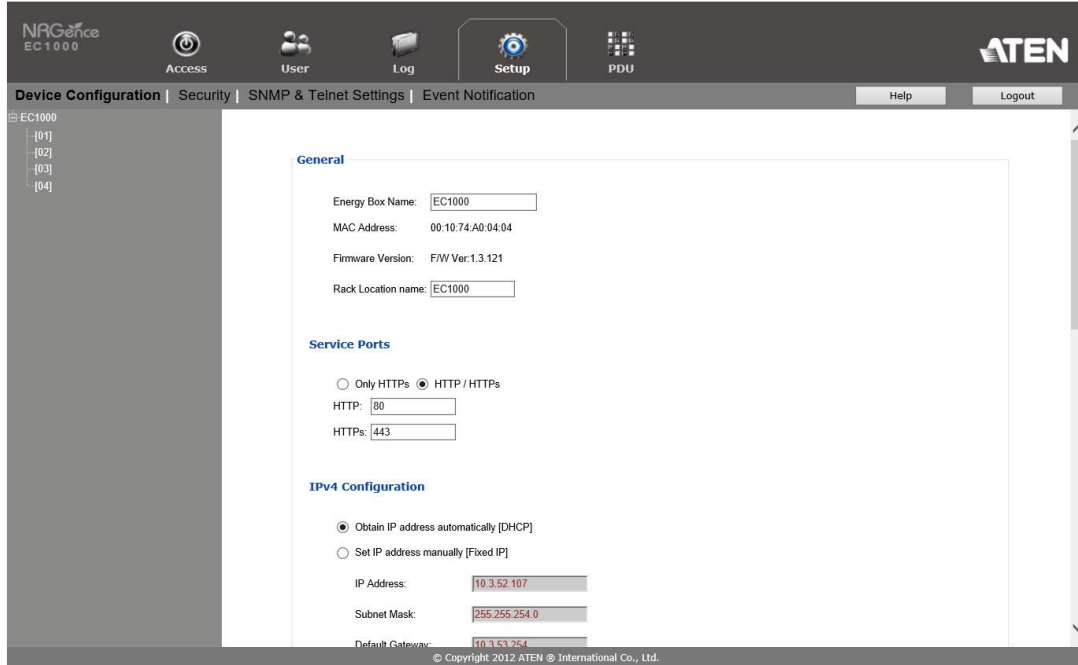 NRGence
EC1000
Access
User
Log
Setup
PDU
ATEN
Device Configuration | Security | SNMP & Telnet Settings | Event Notification
Help
Logout
EC1000
[01]
[02]
[03]
[04]
General
Energy Box Name: EC1000
MAC Address: 00:10:74:A0:04:04
Firmware Version: F/W Ver:1.3.121
Rack Location name: EC1000
Service Ports
Only HTTPs HTTP / HTTPs
HTTP: 80
HTTPs: 443
IPv4 Configuration
Obtain IP address automatically [DHCP]
Set IP address manually [Fixed IP]
IP Address: 10.3.52.107
Subnet Mask: 255.255.254.0
Default Gateway: 10.3.53.254
© Copyright 2012 ATEN ® International Co., Ltd.